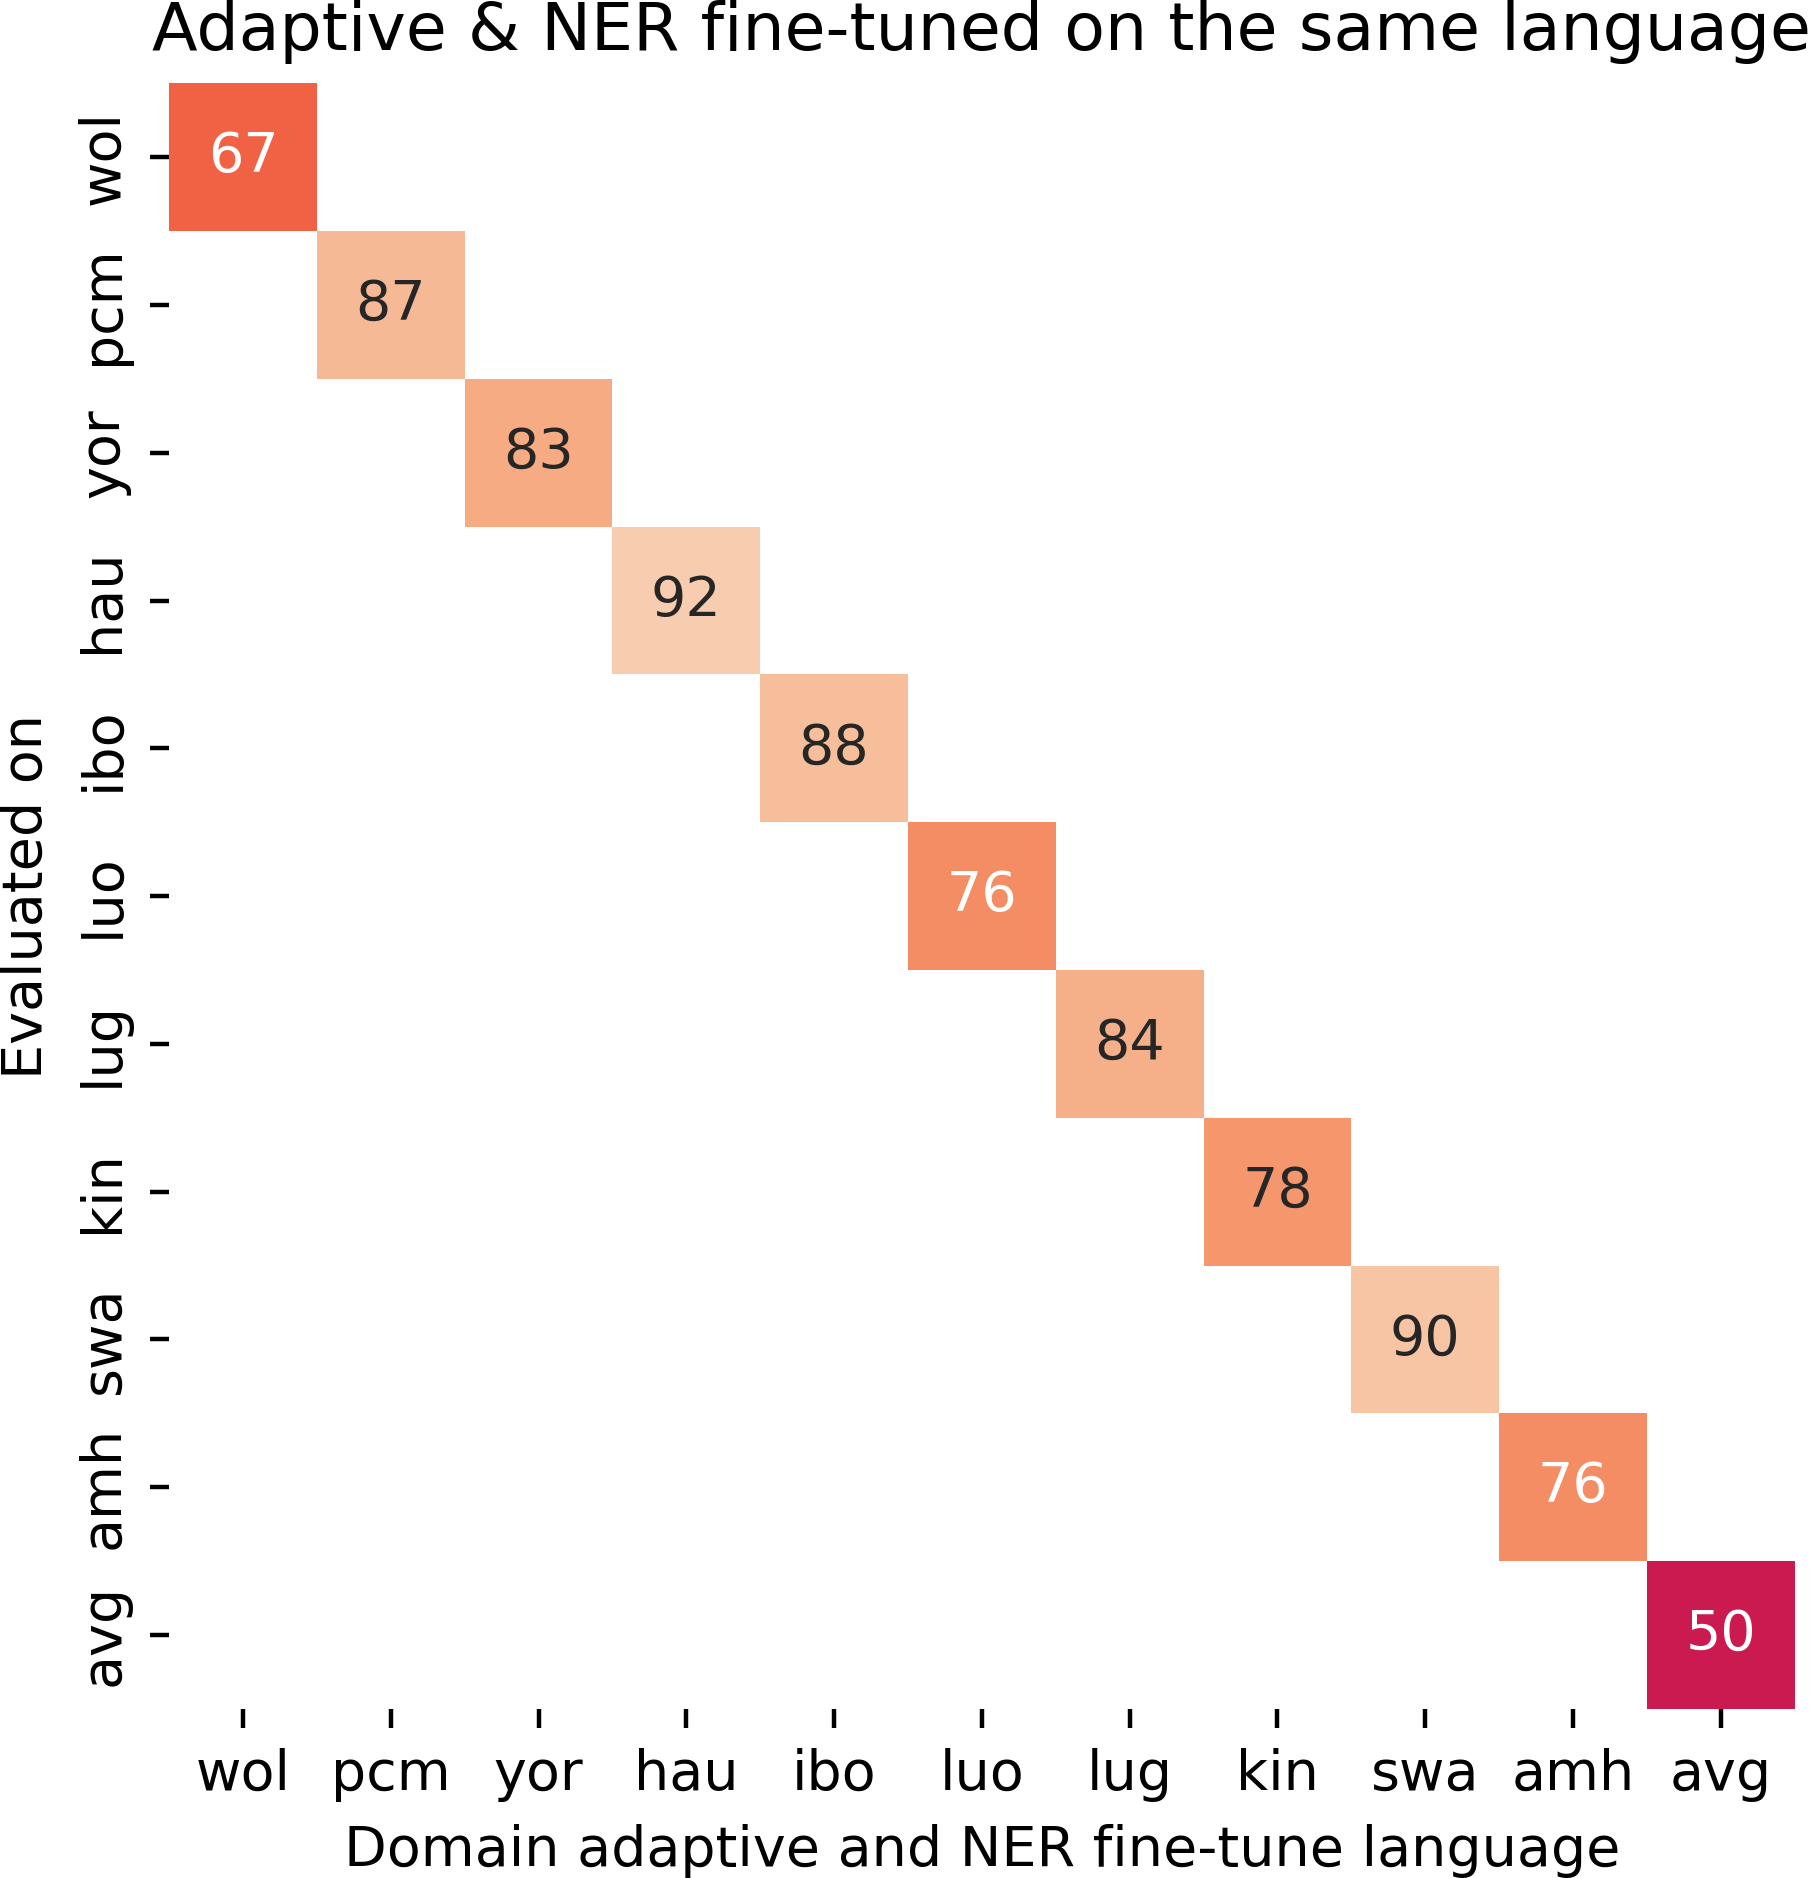 Adaptive & NER fine-tuned on the same language
Evaluated on
wol 67
pcm 87
yor 83
hau 92
ibo 88
luo 76
lug 84
kin 78
swa 90
amh 76
avg 50
wol pcm yor hau ibo luo lug kin swa amh avg
Domain adaptive and NER fine-tune language